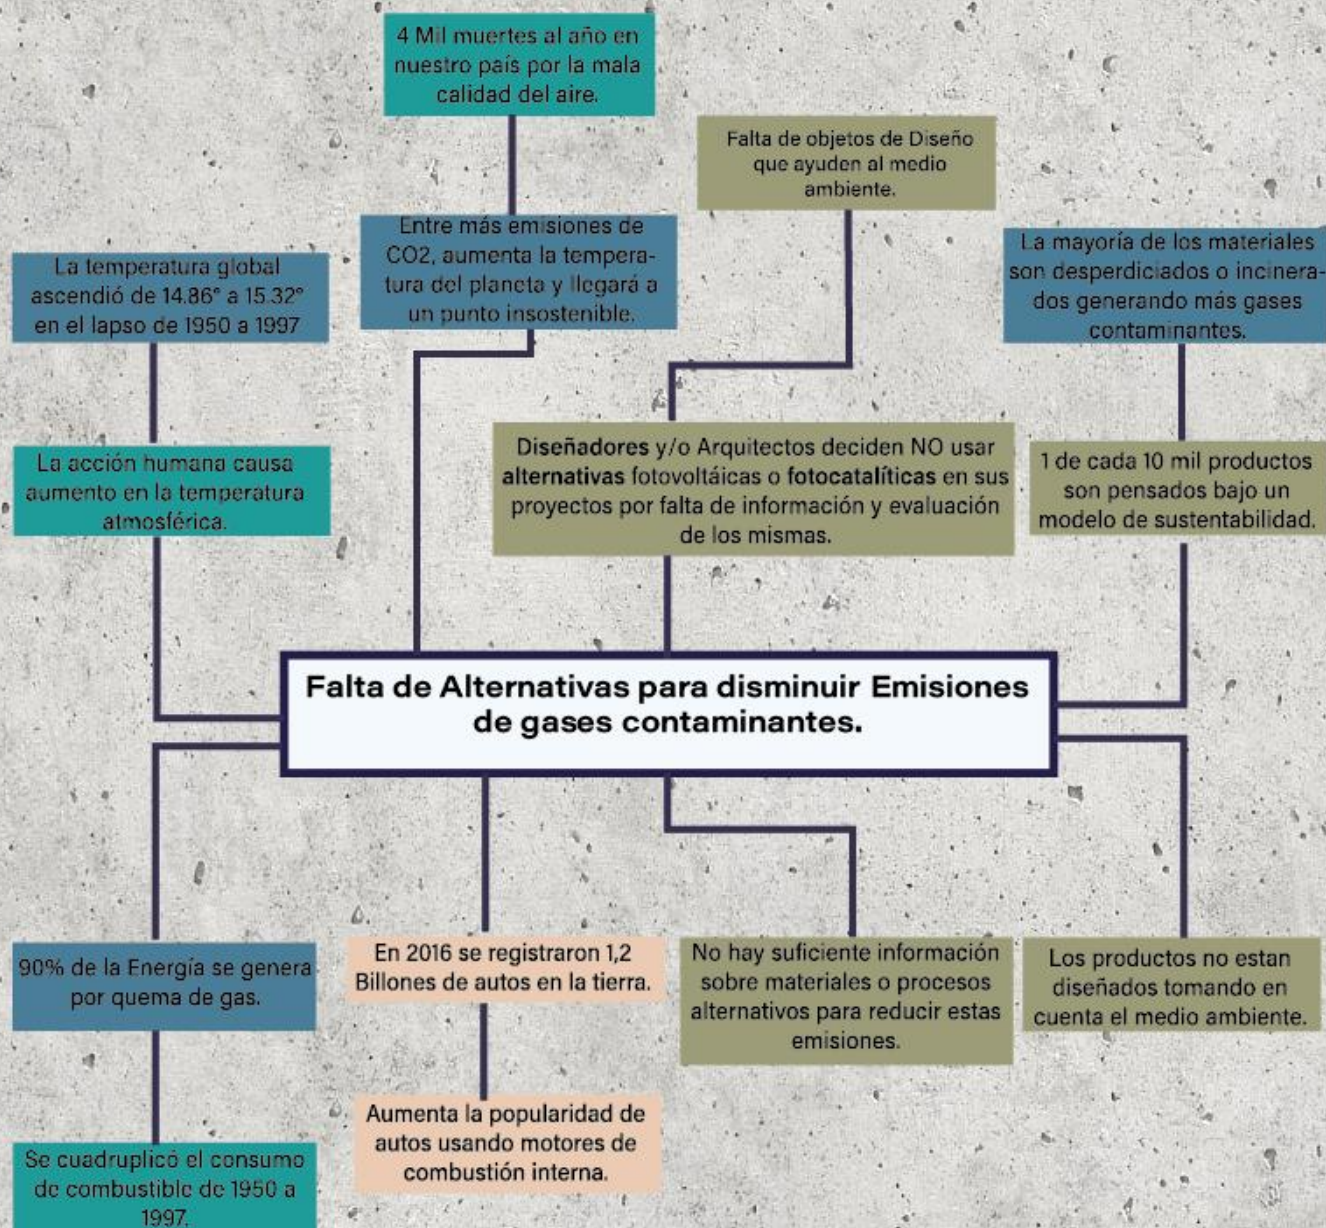 4 Mil muertes al año en
nuestro país por la mala
calidad del aire.
Falta de objetos de Diseño
que ayuden al medio
ambiente.
Entre más emisiones de
CO2, aumenta la tempera-
tura del planeta y llegará a
un punto insostenible.
La mayoría de los materiales
son desperdiciados o incinera-
dos generando más gases
contaminantes.
La temperatura global
ascendió de 14.86° a 15.32°
en el lapso de 1950 a 1997
La acción humana causa
aumento en la temperatura
atmosférica.
Diseñadores y/o Arquitectos deciden NO usar
alternativas fotovoltáicas o fotocatalíticas en sus
proyectos por falta de información y evaluación
de los mismas.
1 de cada 10 mil productos
son pensados bajo un
modelo de sustentabilidad.
Falta de Alternativas para disminuir Emisiones
de gases contaminantes.
90% de la Energía se genera
por quema de gas.
En 2016 se registraron 1,2
Billones de autos en la tierra.
No hay suficiente información
sobre materiales o procesos
alternativos para reducir estas
emisiones.
Los productos no estan
diseñados tomando en
cuenta el medio ambiente.
Aumenta la popularidad de
autos usando motores de
combustión interna.
Se cuadruplicó el consumo
de combustible de 1950 a
1997.